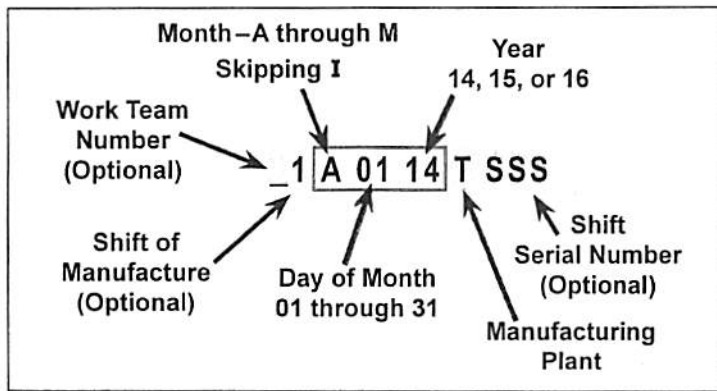 Month–A through M
Skipping I
Year
14, 15, or 16
Work Team
Number
(Optional)
_1 A 01 14 T SSS
Shift of
Manufacture
(Optional)
Day of Month
01 through 31
Shift
Serial Number
(Optional)
Manufacturing
Plant